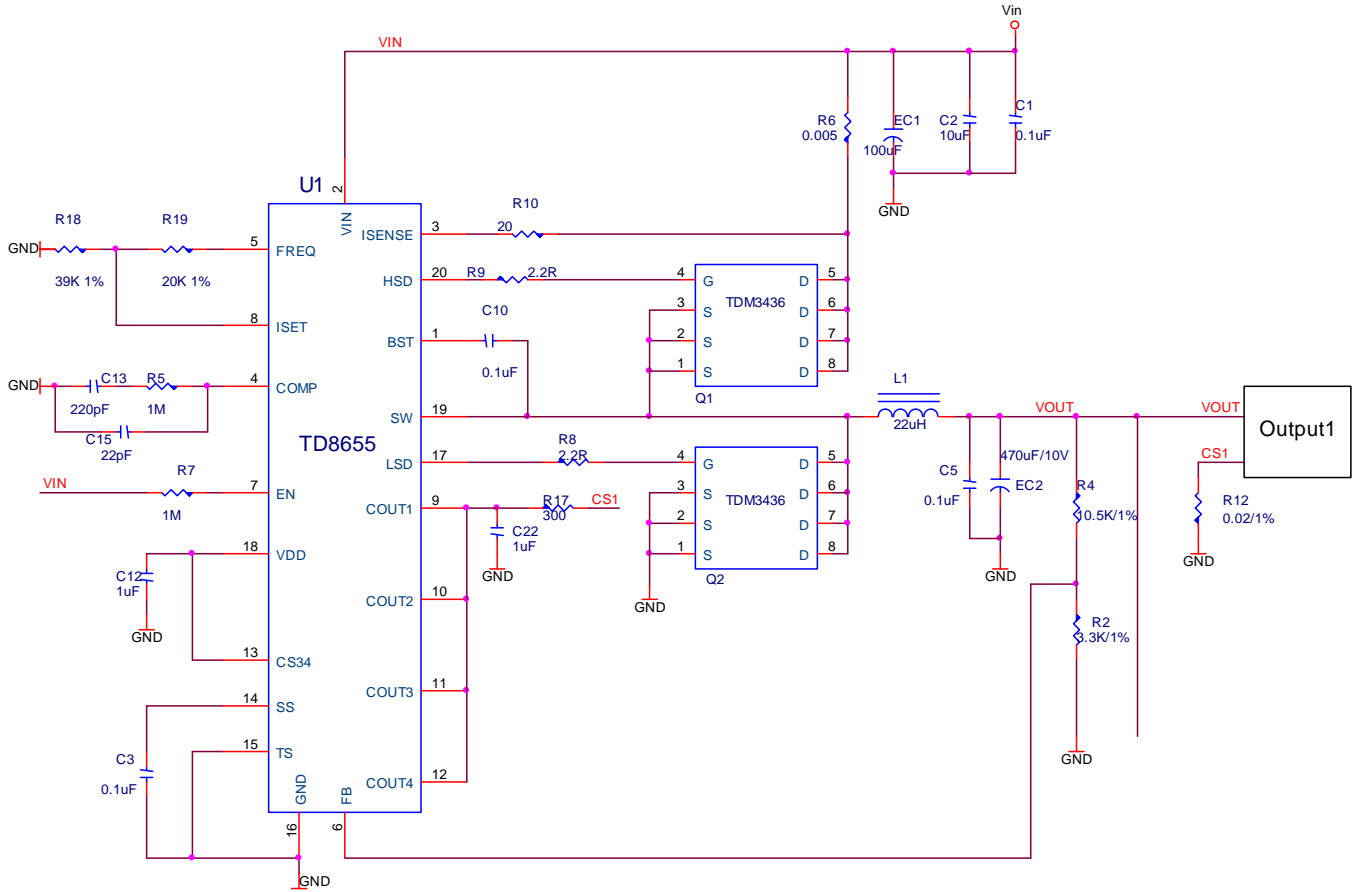 Vin
VIN
R6
0.005
EC1
100uF
C2
10uF
C1
0.1uF
GND
U1
2
VIN
R18
R19
GND
39K 1%
20K 1%
5
FREQ
8
ISET
GND
C13
R5
220pF
1M
C15
22pF
4
COMP
TD8655
VIN
R7
1M
7
EN
18
VDD
C12
1uF
GND
13
CS34
14
SS
15
TS
C3
0.1uF
GND
16
GND
FB
6
ISENSE
3
R10
20
HSD
20
R9
2.2R
BST
1
C10
0.1uF
SW
19
LSD
17
R8
2.2R
COUT1
9
R17
300
CS1
C22
1uF
GND
COUT2
10
COUT3
11
COUT4
12
4
G
D
5
TDM3436
3
S
D
6
2
S
D
7
1
S
D
8
Q1
4
G
D
5
TDM3436
3
S
D
6
2
S
D
7
1
S
D
8
Q2
GND
L1
22uH
VOUT
VOUT
Output1
CS1
470uF/10V
C5
0.1uF
EC2
GND
R4
10.5K/1%
R12
0.02/1%
GND
R2
3.3K/1%
GND